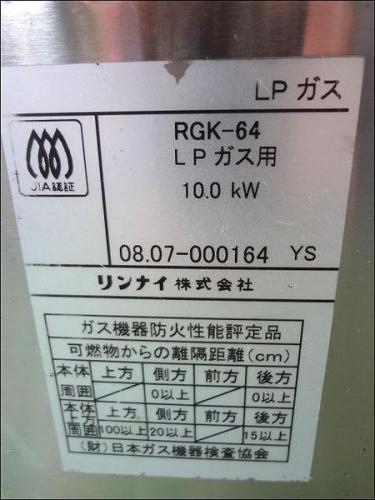 LP ガス
JIA認証
RGK-64
LPガス用
10.0 kW
08.07-000164 YS
リンナイ株式会社
ガス機器防火性能評定品
可燃物からの離隔距離(cm)
本体 上方 側方 前方 後方
周囲 0以上 0以上
本体 上方 側方 前方 後方
周囲 100以上 20以上 15以上
(財)日本ガス機器検査協会